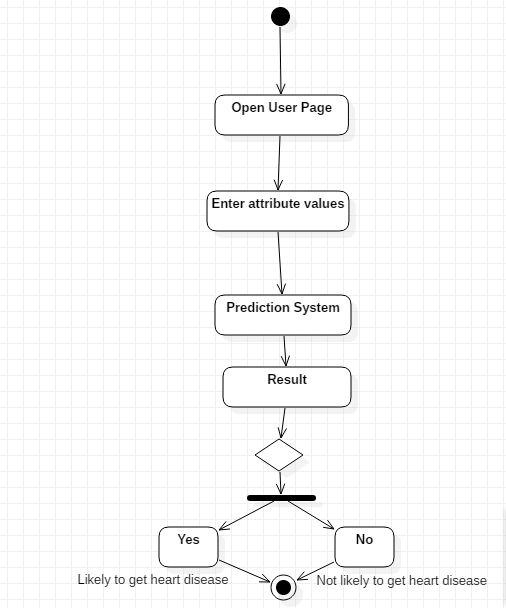 Open User Page
Enter attribute values
Prediction System
Result
Yes
No
Likely to get heart disease
Not likely to get heart disease